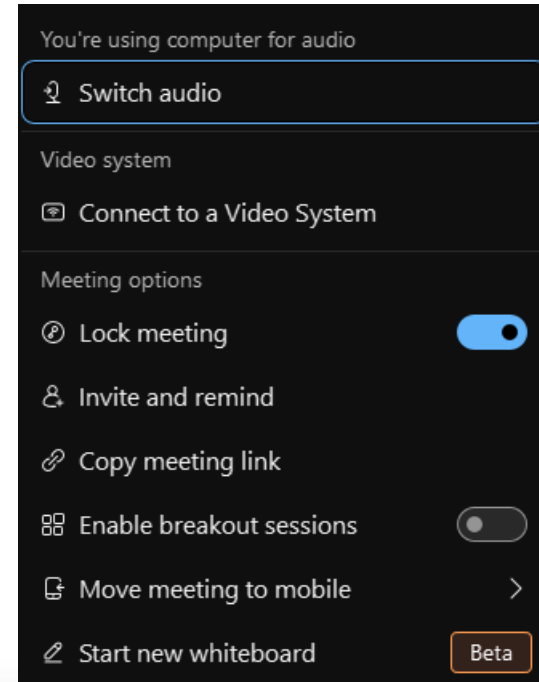 You're using computer for audio
Switch audio
Video system
Connect to a Video System
Meeting options
Lock meeting
Invite and remind
Copy meeting link
Enable breakout sessions
Move meeting to mobile
Start new whiteboard Beta